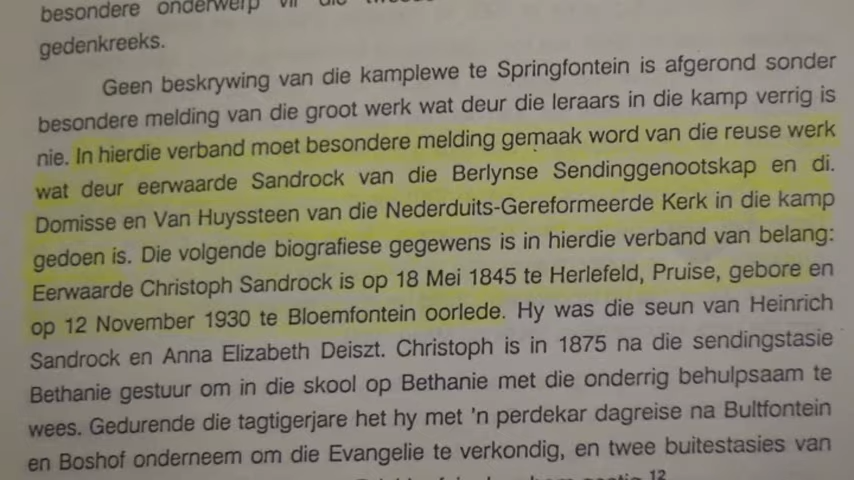 besondere onderwerp vir die tweede
gedenkreeks.
Geen beskrywing van die kamplewe te Springfontein is afgerond sonder
besondere melding van die groot werk wat deur die leraars in die kamp verrig is
nie. In hierdie verband moet besondere melding gemaak word van die reuse werk
wat deur eerwaarde Sandrock van die Berlynse Sendinggenootskap en di.
Domisse en Van Huyssteen van die Nederduits-Gereformeerde Kerk in die kamp
gedoen is. Die volgende biografiese gegewens is in hierdie verband van belang:
Eerwaarde Christoph Sandrock is op 18 Mei 1845 te Herlefeld, Pruise, gebore en
op 12 November 1930 te Bloemfontein oorlede. Hy was die seun van Heinrich
Sandrock en Anna Elizabeth Deiszt. Christoph is in 1875 na die sendingstasie
Bethanie gestuur om in die skool op Bethanie met die onderrig behulpsaam te
wees. Gedurende die tagtigerjare het hy met 'n perdekar dagreise na Bultfontein
en Boshof onderneem om die Evangelie te verkondig, en twee buitestasies van
12